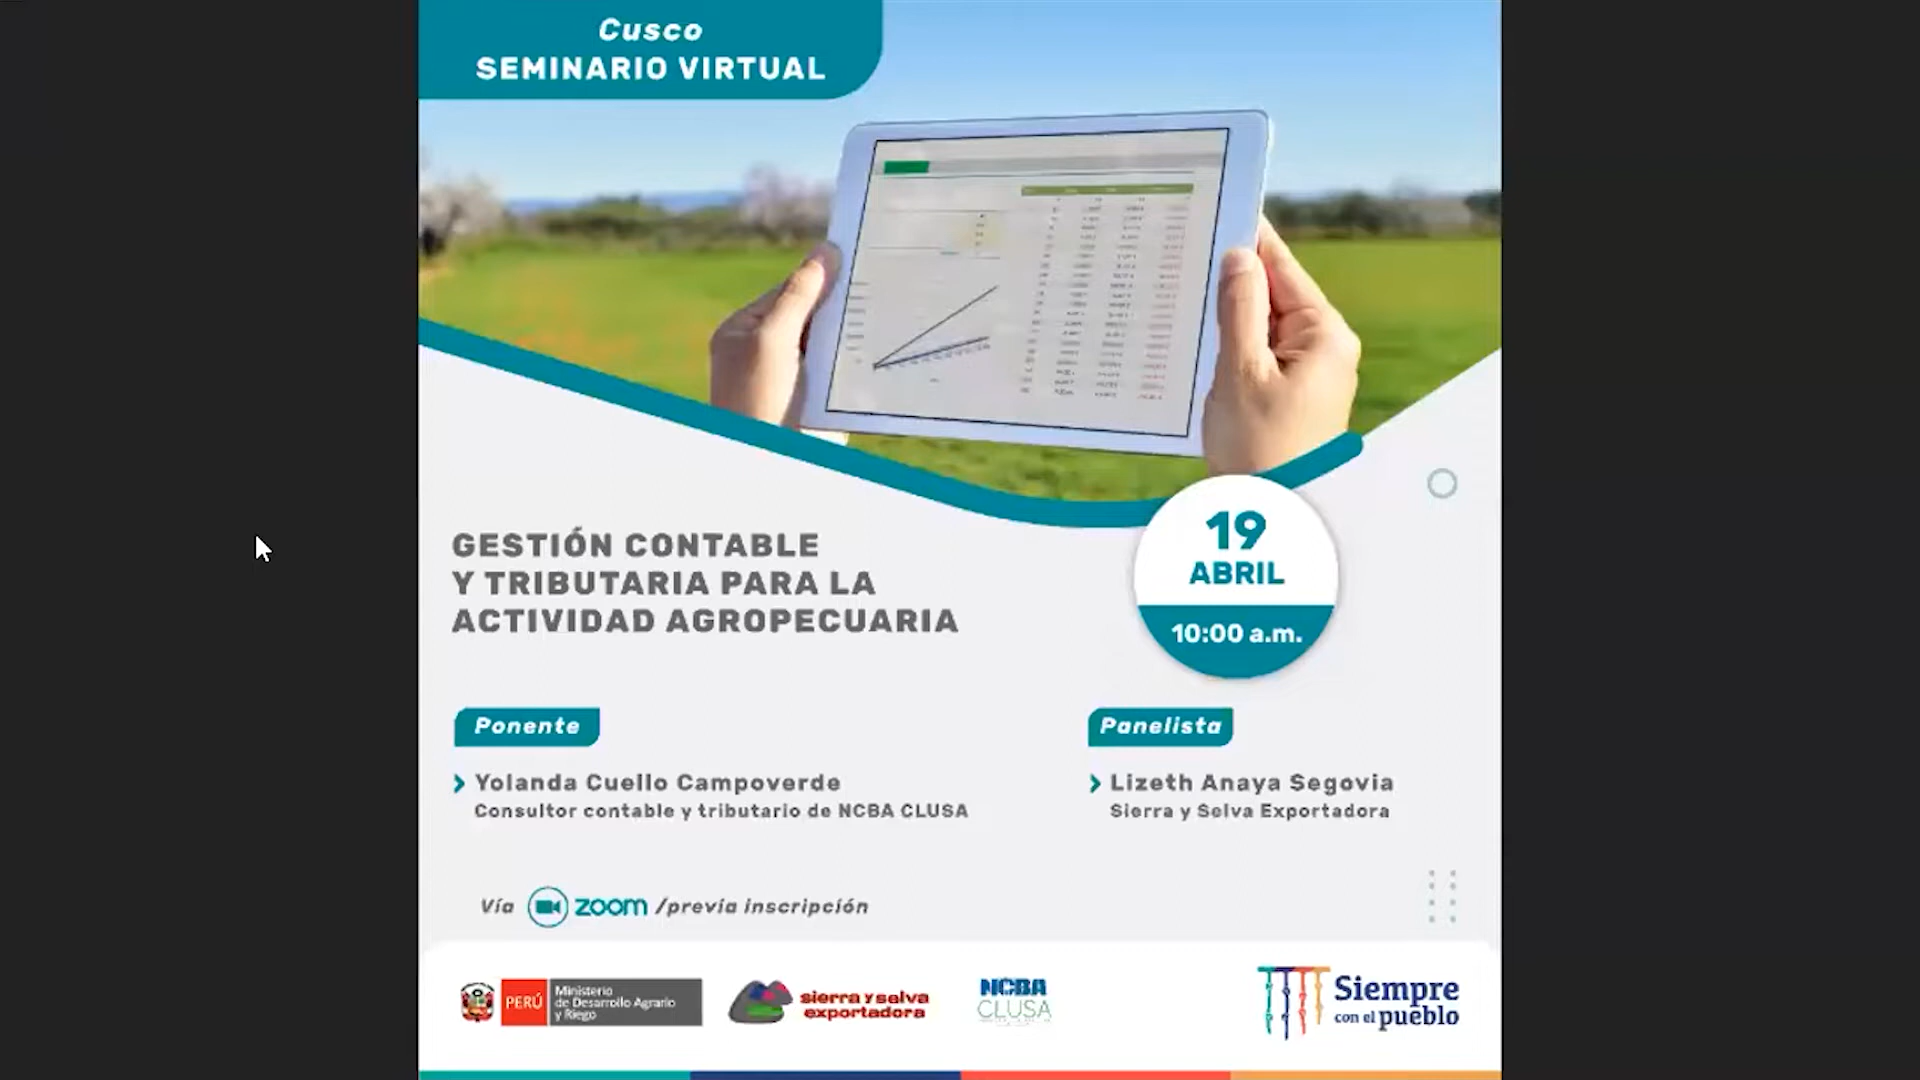 Cusco
SEMINARIO VIRTUAL
GESTIÓN CONTABLE
Y TRIBUTARIA PARA LA
ACTIVIDAD AGROPECUARIA
19
ABRIL
10:00 a.m.
Ponente
Yolanda Cuello Campoverde
Consultor contable y tributario de NCBA CLUSA
Panelista
Lizeth Anaya Segovia
Sierra y Selva Exportadora
Vía zoom /previa inscripción
PERÚ
Ministerio
de Desarrollo Agrario
y Riego
sierra y selva
exportadora
NCBA
CLUSA
Siempre
con el pueblo